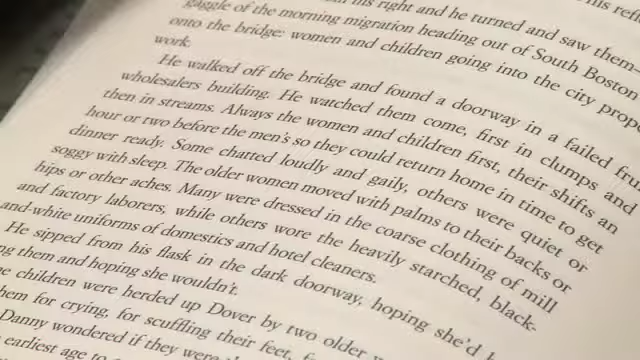 his right and he turned and saw them—
gaggle of the morning migration heading out of South Boston
onto the bridge: women and children going into the city prope
work.
He walked off the bridge and found a doorway in a failed fru
wholesalers building. He watched them come, first in clumps and
then in streams. Always the women and children first, their shifts an
hour or two before the men's so they could return home in time to get
dinner ready. Some chatted loudly and gaily, others were quiet or
soggy with sleep. The older women moved with palms to their backs or
hips or other aches. Many were dressed in the coarse clothing of mill
and factory laborers, while others wore the heavily starched, black-
and-white uniforms of domestics and hotel cleaners.
He sipped from his flask in the dark doorway, hoping she'd b
ng them and hoping she wouldn't.
e children were herded up Dover by two older
hem for crying, for scuffling their feet, f
Danny wondered if they were
earliest age to